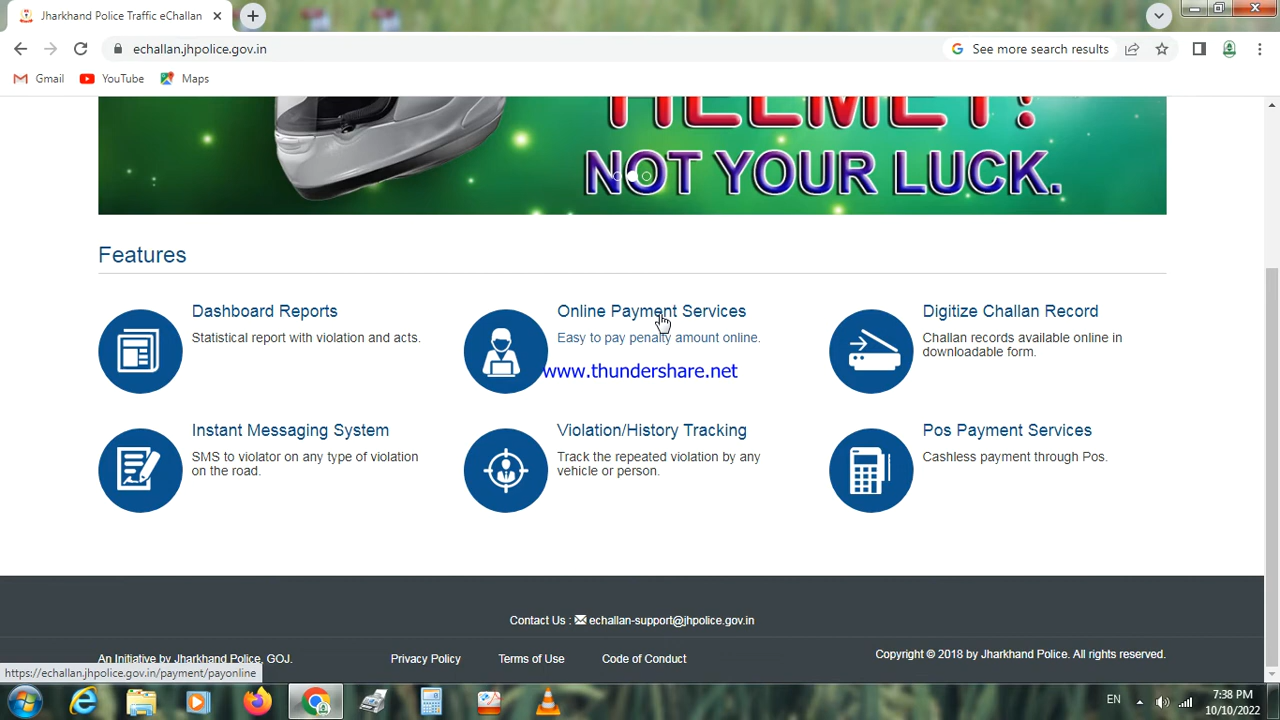 Jharkhand Police Traffic eChallan
echallan.jhpolice.gov.in
See more search results
Gmail YouTube Maps
HELMET!
NOT YOUR LUCK.
Features
Dashboard Reports
Statistical report with violation and acts.
Online Payment Services
Easy to pay penalty amount online.
www.thundershare.net
Digitize Challan Record
Challan records available online in
downloadable form.
Instant Messaging System
SMS to violator on any type of violation
on the road.
Violation/History Tracking
Track the repeated violation by any
vehicle or person.
Pos Payment Services
Cashless payment through Pos.
Contact Us : echallan-support@jhpolice.gov.in
An Initiative by Jharkhand Police, GOJ.
Privacy Policy Terms of Use Code of Conduct
Copyright © 2018 by Jharkhand Police. All rights reserved.
https://echallan.jhpolice.gov.in/payment/payonline
EN
7:38 PM
10/10/2022